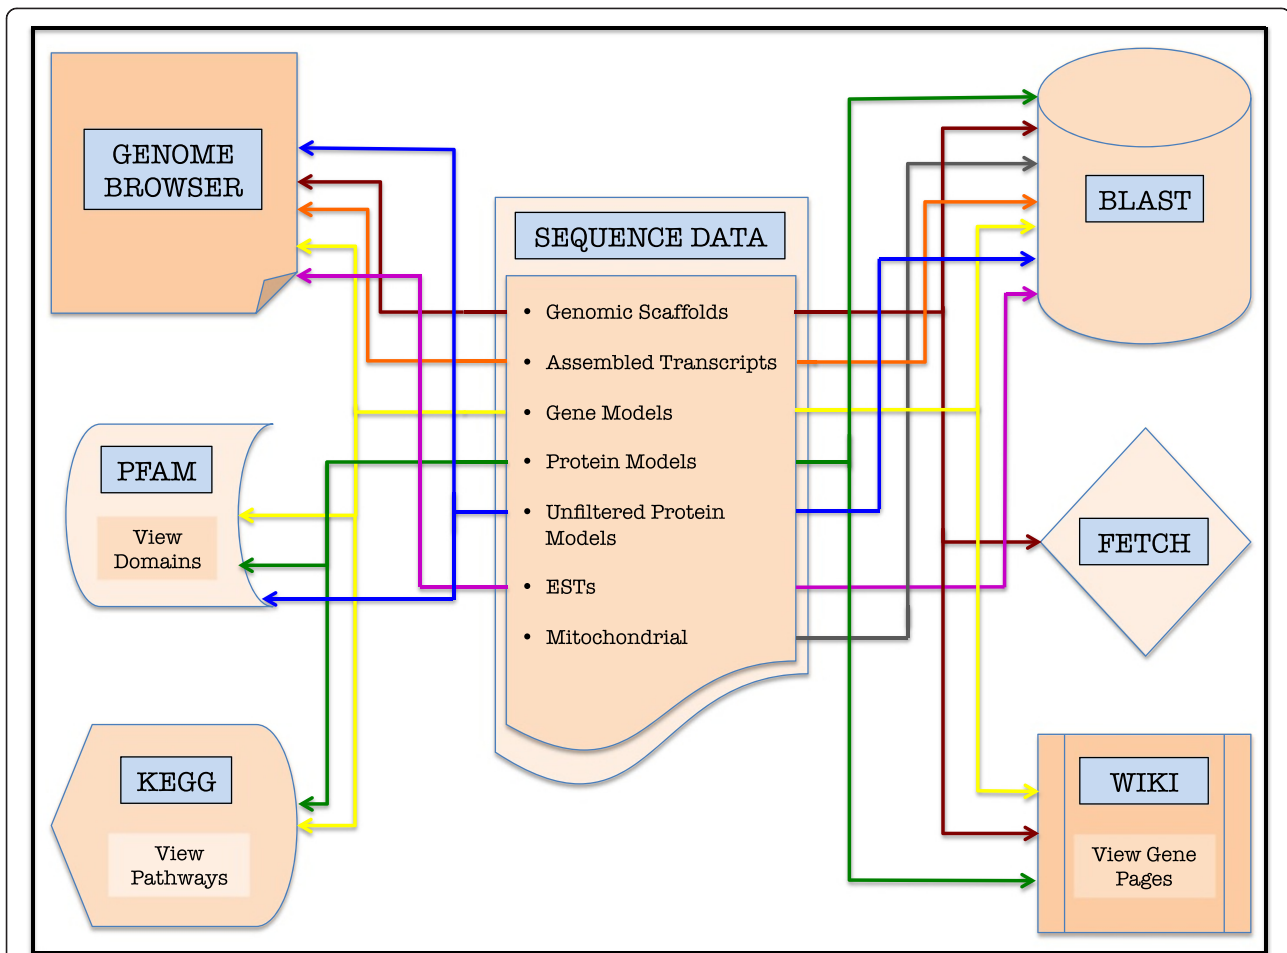 GENOME
BROWSER
SEQUENCE DATA
• Genomic Scaffolds
• Assembled Transcripts
• Gene Models
• Protein Models
• Unfiltered Protein
Models
• ESTs
• Mitochondrial
PFAM
View
Domains
KEGG
View
Pathways
BLAST
FETCH
WIKI
View Gene
Pages